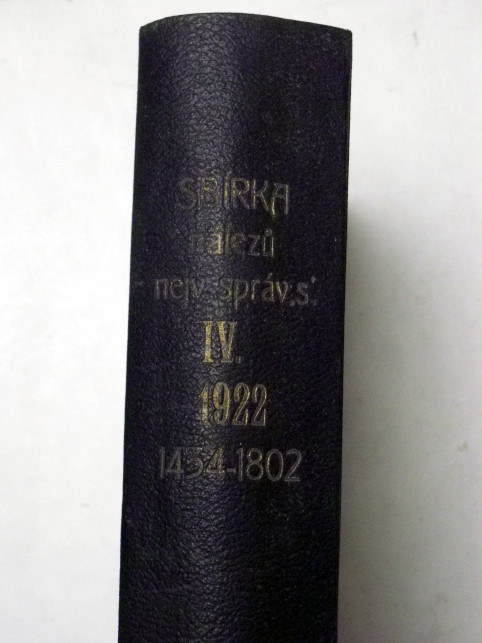 SBÍRKA
nálezů
nejv. správ. s.
IV.
1922
1434-1802